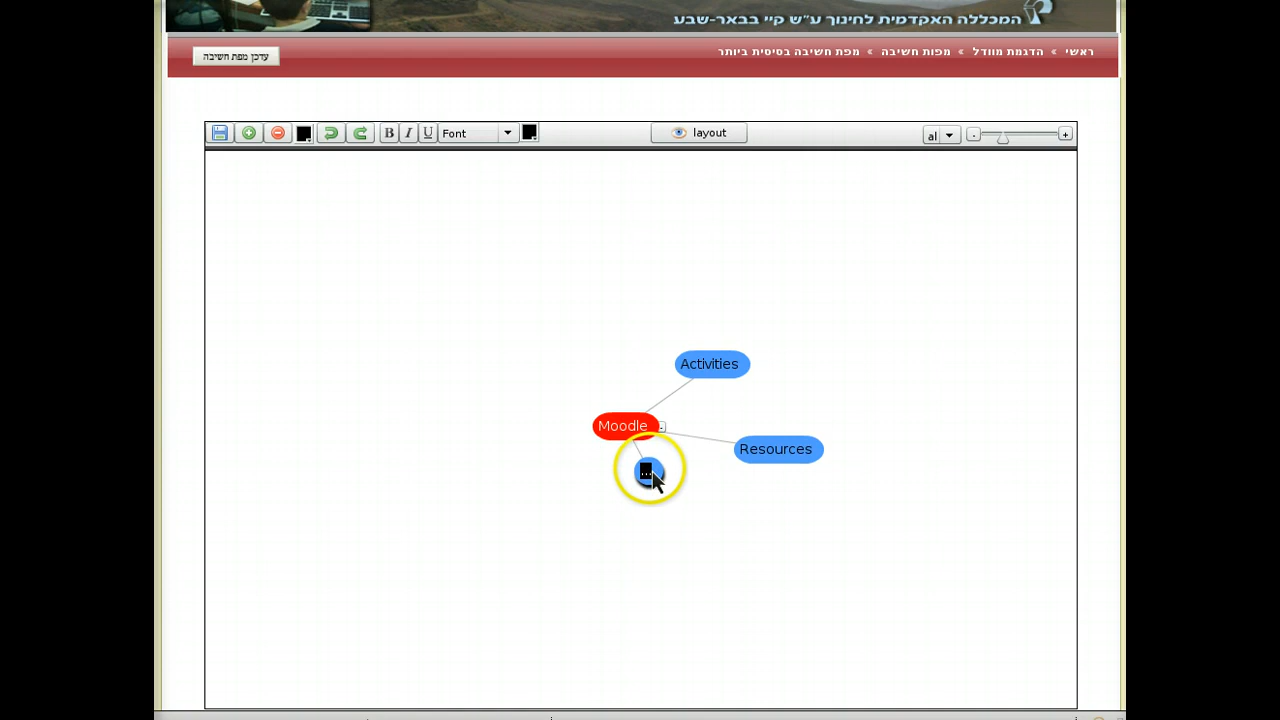 המכללה האקדמית לחינוך ע"ש קיי בבאר-שבע
ראשי » הדגמת מוודל » מפות חשיבה » מפת חשיבה בסיסית ביותר
עדכן מפת חשיבה
B I U Font layout al - +
Activities
Moodle -
Resources
...